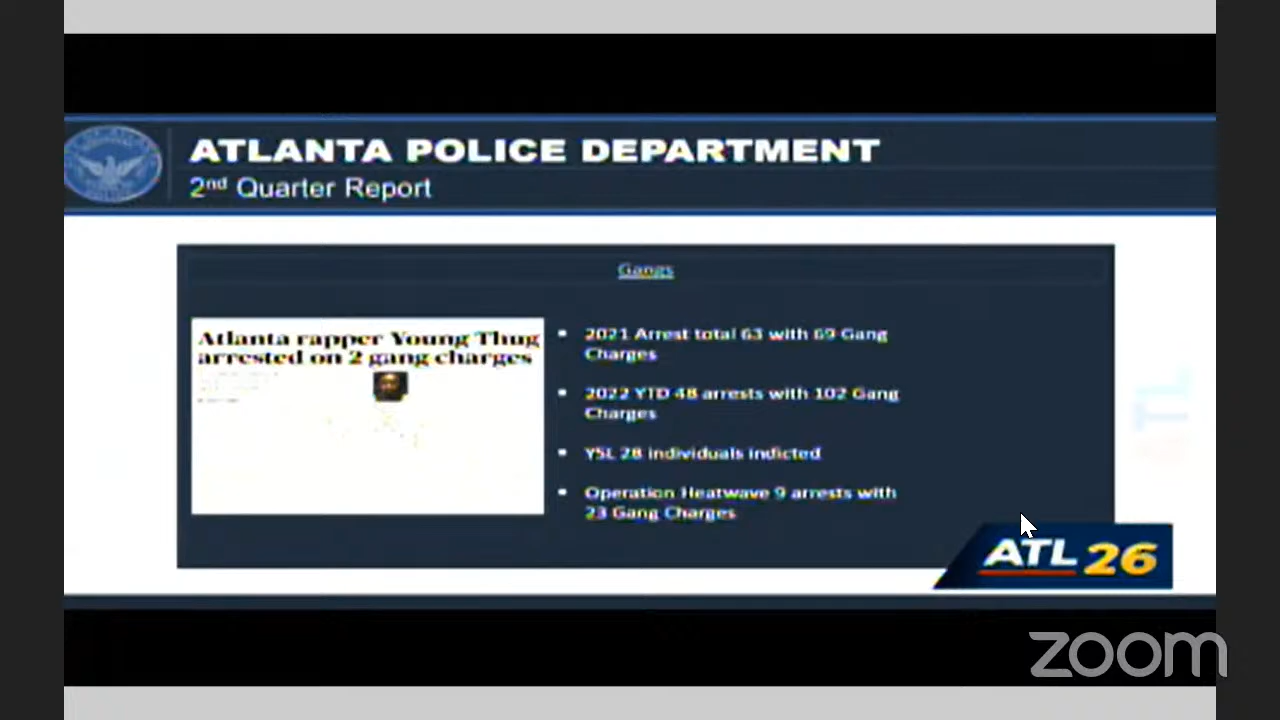 ATLANTA POLICE DEPARTMENT
2nd Quarter Report
Gangs
Atlanta rapper Young Thug
arrested on 2 gang charges
▪ 2021 Arrest total 63 with 69 Gang
Charges
▪ 2022 YTD 48 arrests with 102 Gang
Charges
▪ YSL 28 individuals indicted
▪ Operation Heatwave 9 arrests with
23 Gang Charges
ATL
ATL 26
zoom